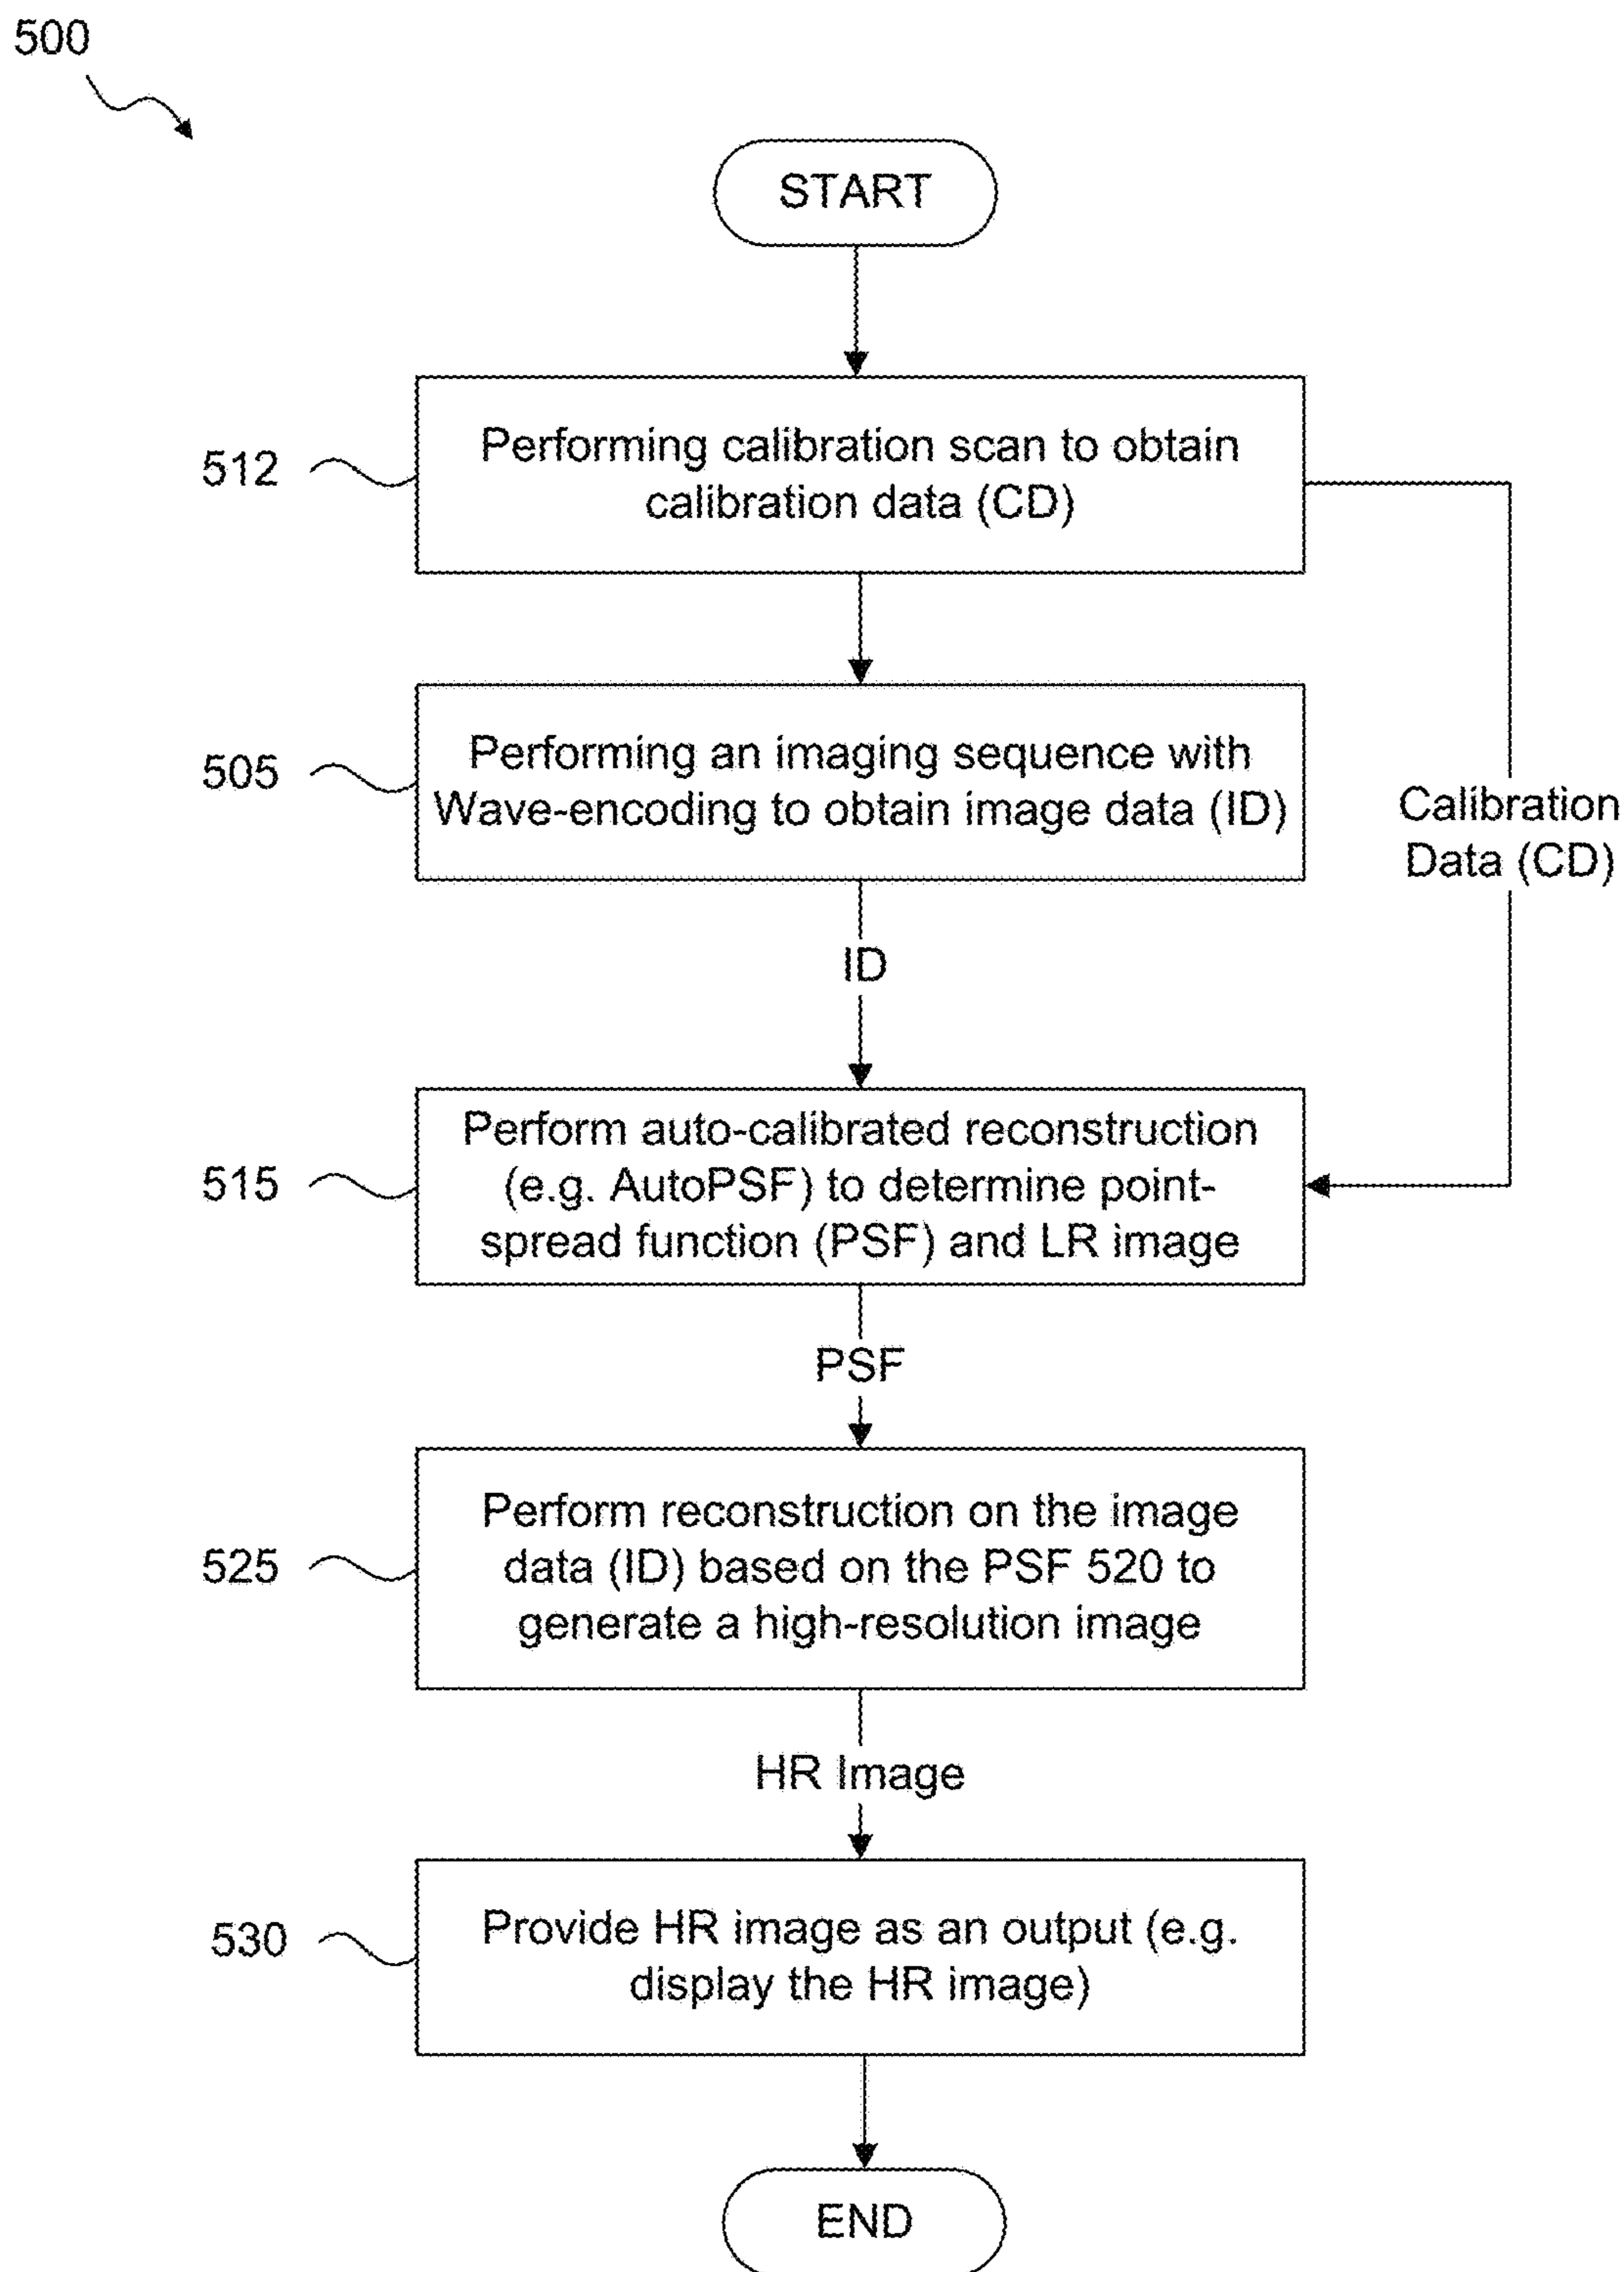 500
START
512
Performing calibration scan to obtain
calibration data (CD)
505
Performing an imaging sequence with
Wave-encoding to obtain image data (ID)
Calibration
Data (CD)
ID
515
Perform auto-calibrated reconstruction
(e.g. AutoPSF) to determine point-
spread function (PSF) and LR image
PSF
525
Perform reconstruction on the image
data (ID) based on the PSF 520 to
generate a high-resolution image
HR Image
530
Provide HR image as an output (e.g.
display the HR image)
END